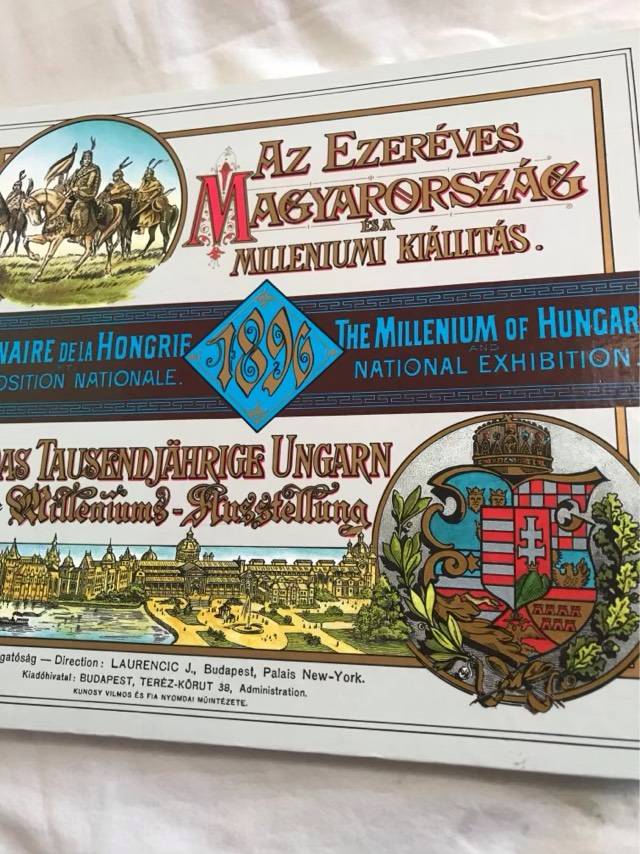 AZ EZERÉVES
MAGYARORSZÁG
ÉS A
MILLENIUMI KIÁLLITÁS.
NAIRE DE LA HONGRIE
OSITION NATIONALE.
1896
THE MILLENIUM OF HUNGAR
AND
NATIONAL EXHIBITION
DAS TAUSENDJÄHRIGE UNGARN
Milleniums-Ausstellung
gatóság — Direction: LAURENCIC J., Budapest, Palais New-York.
Kiadóhivatal: BUDAPEST, TERÉZ-KÖRUT 38, Administration.
KUNOSY VILMOS ÉS FIA NYOMDAI MŰINTÉZETE.